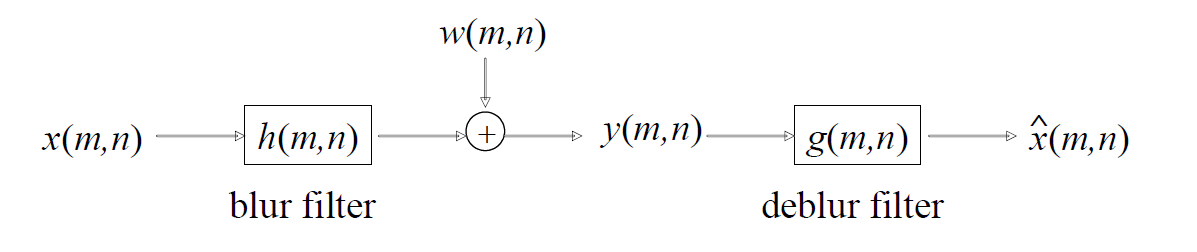 w(m,n)
x(m,n) h(m,n) + y(m,n) g(m,n) x̂(m,n)
blur filter deblur filter